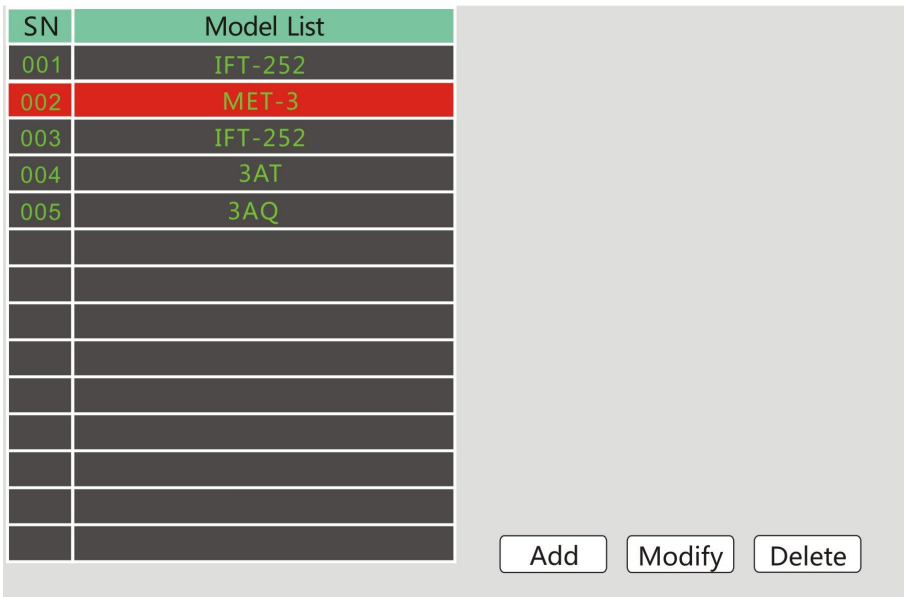 SN Model List
001 IFT-252
002 MET-3
003 IFT-252
004 3AT
005 3AQ
Add Modify Delete